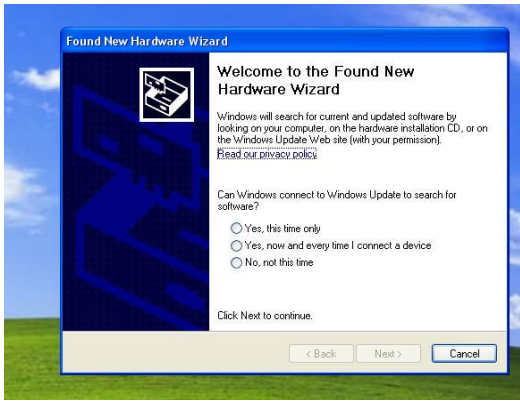 Found New Hardware Wizard
Welcome to the Found New
Hardware Wizard
Windows will search for current and updated software by
looking on your computer, on the hardware installation CD, or on
the Windows Update Web site (with your permission).
Read our privacy policy
Can Windows connect to Windows Update to search for
software?
Yes, this time only
Yes, now and every time I connect a device
No, not this time
Click Next to continue.
< Back Next > Cancel